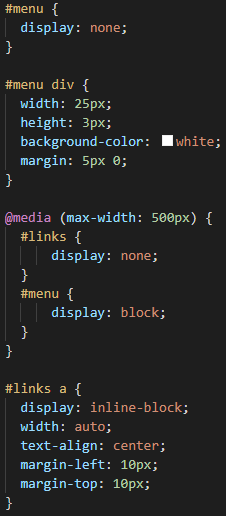 #menu {
  display: none;
}

#menu div {
  width: 25px;
  height: 3px;
  background-color: white;
  margin: 5px 0;
}

@media (max-width: 500px) {
  #links {
      display: none;
  }
  #menu {
      display: block;
  }
}

#links a {
  display: inline-block;
  width: auto;
  text-align: center;
  margin-left: 10px;
  margin-top: 10px;
}